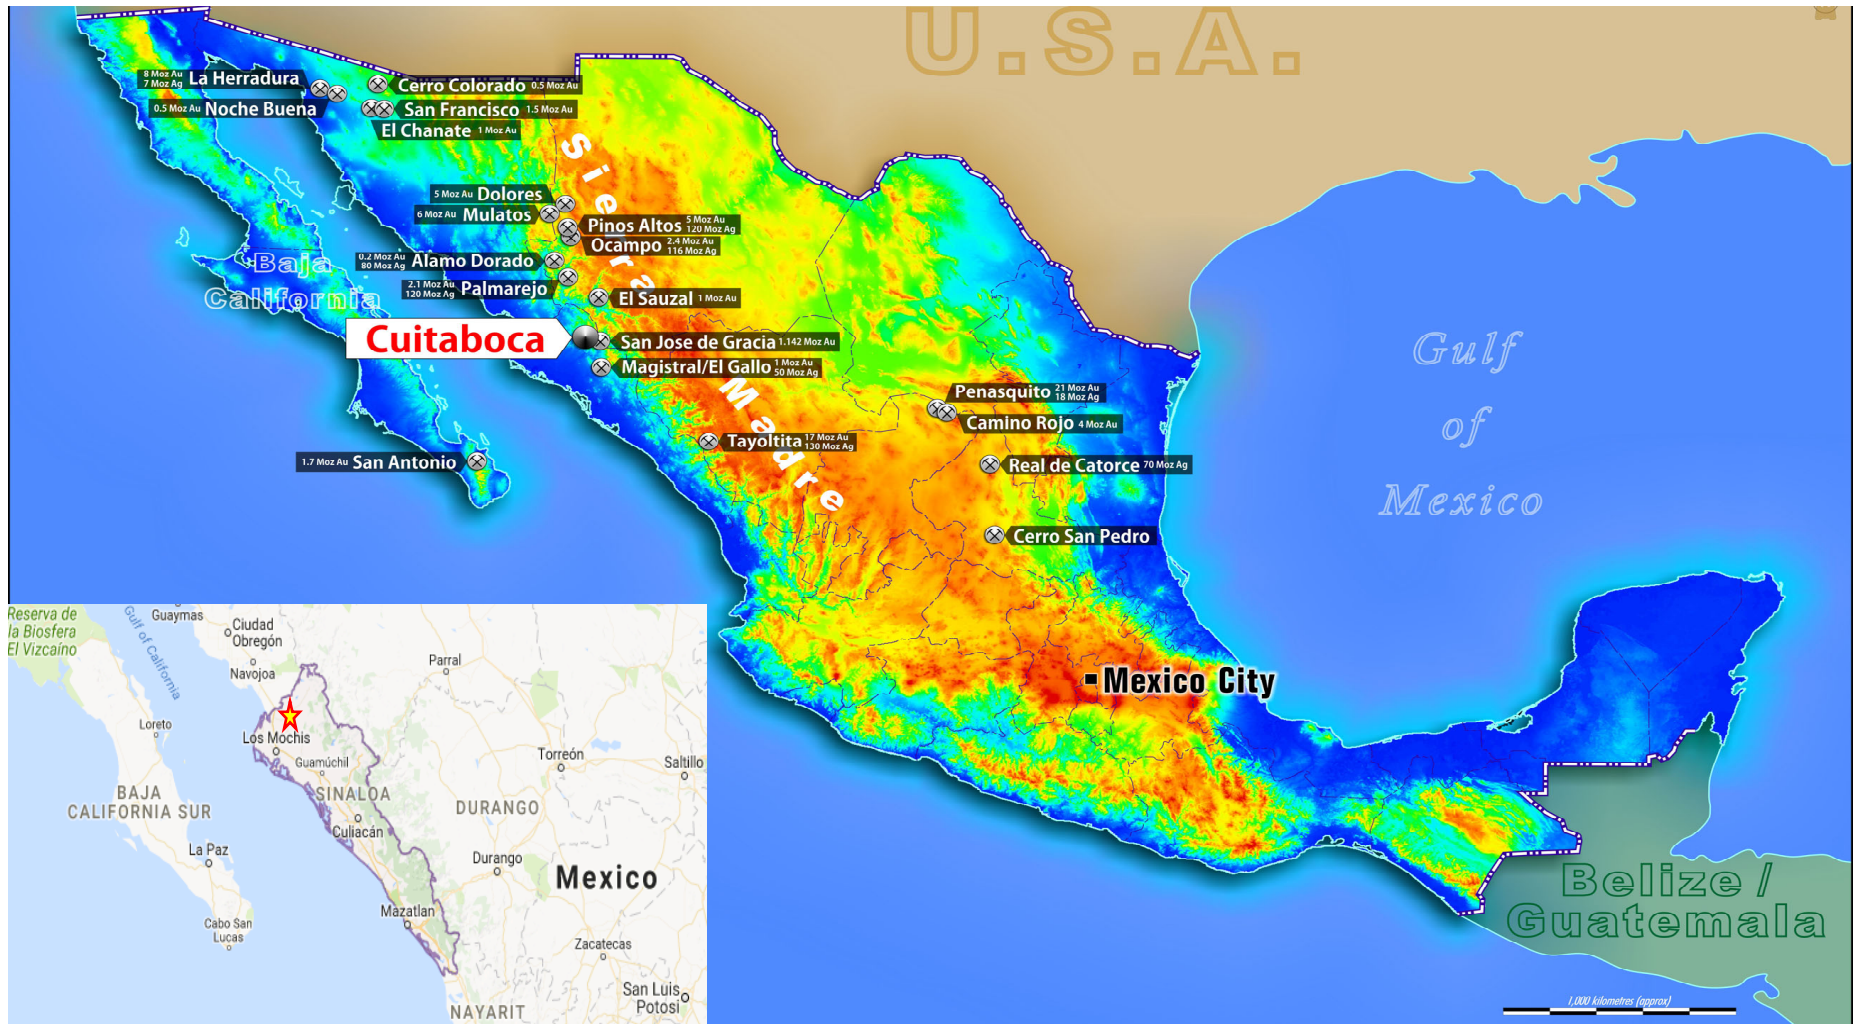 U.S.A.
8 Moz Au
7 Moz Ag
La Herradura
0.5 Moz Au Noche Buena
Cerro Colorado 0.5 Moz Au
San Francisco 1.5 Moz Au
El Chanate 1 Moz Au
Sierra Madre
5 Moz Au Dolores
6 Moz Au Mulatos
Pinos Altos
5 Moz Au
120 Moz Ag
Ocampo
2.4 Moz Au
116 Moz Ag
0.2 Moz Au
80 Moz Ag
Alamo Dorado
2.1 Moz Au
120 Moz Ag
Palmarejo
El Sauzal 1 Moz Au
Baja
California
Cuitaboca
San Jose de Gracia 1.142 Moz Au
Magistral/El Gallo
1 Moz Au
50 Moz Ag
Penasquito
21 Moz Au
18 Moz Ag
Camino Rojo 4 Moz Au
Tayoltita
17 Moz Au
130 Moz Ag
1.7 Moz Au San Antonio
Real de Catorce 70 Moz Ag
Cerro San Pedro
Gulf
of
Mexico
Mexico City
Belize /
Guatemala
1,000 kilometres (approx)
Reserva de
la Biosfera
El Vizcaíno
Gulf of California
Guaymas
Ciudad
Obregón
Navojoa
Parral
Loreto
Los Mochis
Guamúchil
Torreón
Saltillo
BAJA
CALIFORNIA SUR
SINALOA
DURANGO
Culiacán
La Paz
Durango
Mexico
Mazatlan
Cabo San
Lucas
Zacatecas
San Luis
Potosi
NAYARIT